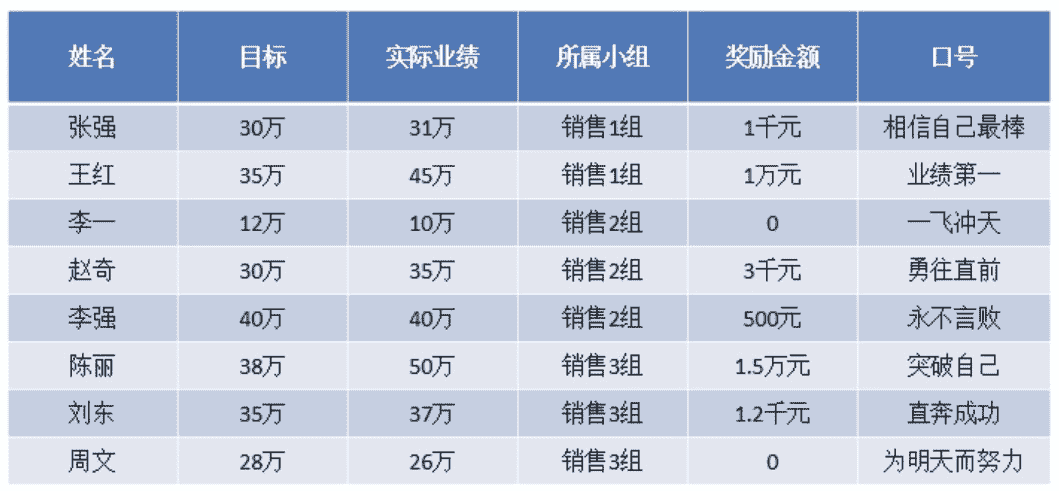 姓名 目标 实际业绩 所属小组 奖励金额 口号
张强 30万 31万 销售1组 1千元 相信自己最棒
王红 35万 45万 销售1组 1万元 业绩第一
李一 12万 10万 销售2组 0 一飞冲天
赵奇 30万 35万 销售2组 3千元 勇往直前
李强 40万 40万 销售2组 500元 永不言败
陈丽 38万 50万 销售3组 1.5万元 突破自己
刘东 35万 37万 销售3组 1.2千元 直奔成功
周文 28万 26万 销售3组 0 为明天而努力